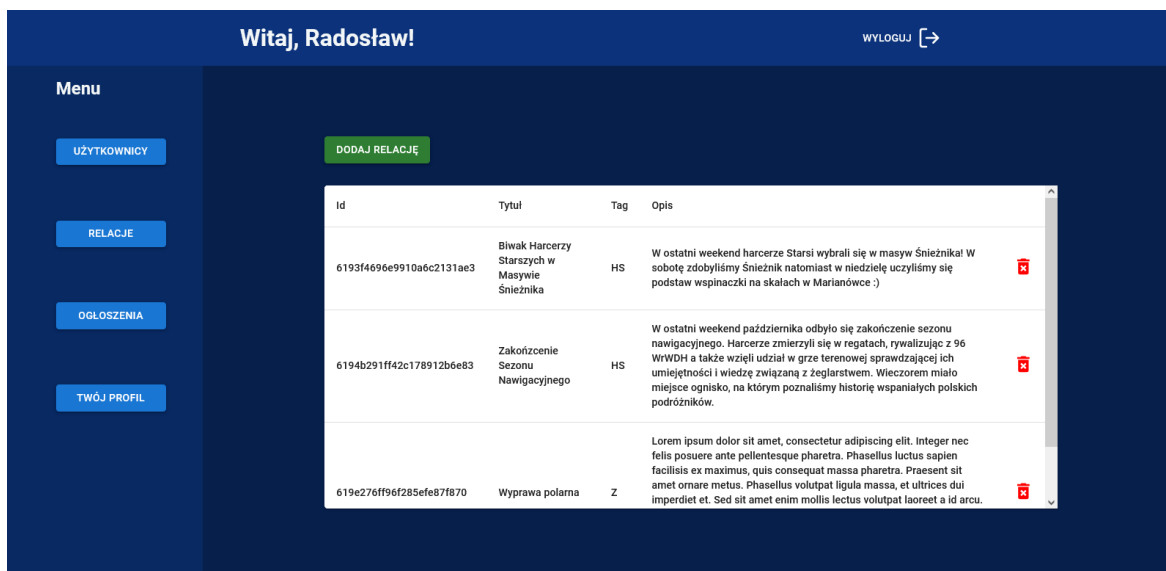 Witaj, Radosław!
WYLOGUJ
Menu
UŻYTKOWNICY
RELACJE
OGŁOSZENIA
TWÓJ PROFIL
DODAJ RELACJĘ
Id Tytuł Tag Opis
6193f4696e9910a6c2131ae3
Biwak Harcerzy
Starszych w
Masywie
Śnieżnika
HS
W ostatni weekend harcerze Starsi wybrali się w masyw Śnieżnika! W
sobotę zdobyliśmy Śnieżnik natomiast w niedzielę uczyliśmy się
podstaw wspinaczki na skałach w Marianówce :)
6194b291ff42c178912b6e83
Zakońzcenie
Sezonu
Nawigacyjnego
HS
W ostatni weekend października odbyło się zakończenie sezonu
nawigacyjnego. Harcerze zmierzyli się w regatach, rywalizując z 96
WrWDH a także wzięli udział w grze terenowej sprawdzającej ich
umiejętności i wiedzę związaną z żeglarstwem. Wieczorem miało
miejsce ognisko, na którym poznaliśmy historię wspaniałych polskich
podróżników.
619e276ff96f285efe87f870
Wyprawa polarna
Z
Lorem ipsum dolor sit amet, consectetur adipiscing elit. Integer nec
felis posuere ante pellentesque pharetra. Phasellus luctus sapien
facilisis ex maximus, quis consequat massa pharetra. Praesent sit
amet ornare metus. Phasellus volutpat ligula massa, et ultrices dui
imperdiet et. Sed sit amet enim mollis lectus volutpat laoreet a id arcu.